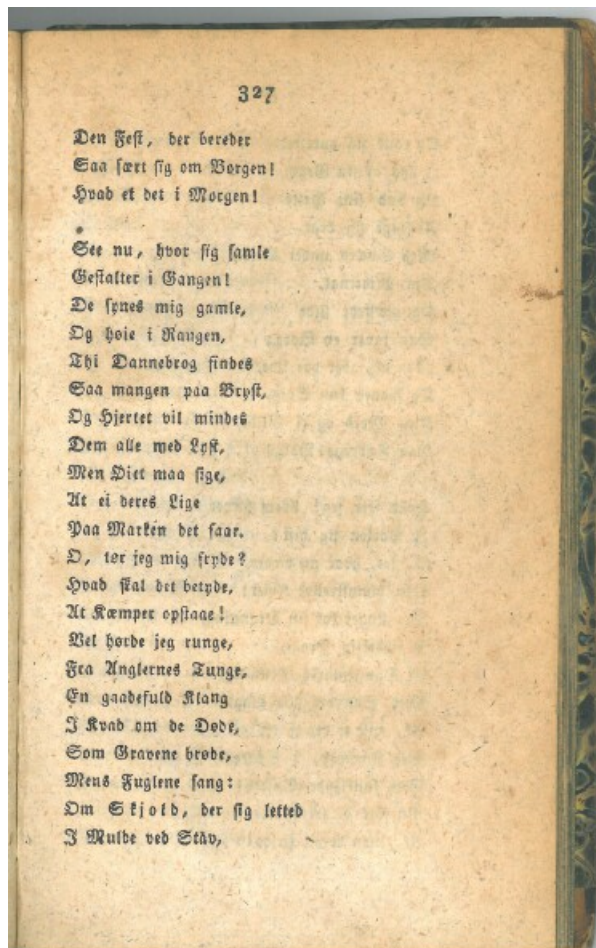 327
Den Fest, der bereder
Saa sært sig om Borgen!
Hvad et det i Morgen!
See nu, hvor sig samle
Gestalter i Gangen!
De synes mig gamle,
Og høie i Rangen,
Thi Dannebrog findes
Saa mangen paa Bryst,
Og Hjertet vil mindes
Dem alle med Lyst,
Men Öiet maa sige,
At ei deres Lige
Paa Marken det saae.
O, tør jeg mig fryde?
Hvad skal det betyde,
At Kæmper opstaae!
Vel hørde jeg runge,
Fra Anglernes Tunge,
En gaadefuld Klang
I Kvad om de Døde,
Som Gravene brøde,
Mens Fuglene sang:
Om Skjold, der sig letted
I Mulde ved Stäv,